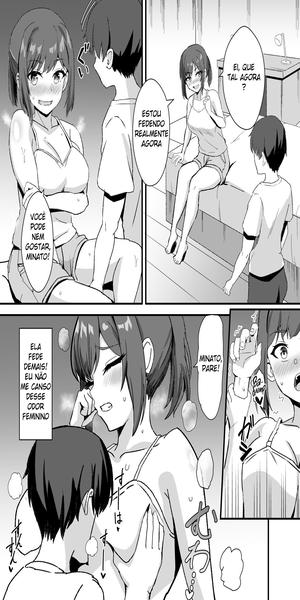 EI, QUE
TAL AGORA
?
ESTOU
FEDENDO
REALMENTE
AGORA
VOCÊ
PODE
NEM
GOSTAR,
MINATO!
MINATO,
PARE!
ELA
FEDE
DEMAIS! EU
NÃO ME
CANSO
DESSE
ODOR
FEMININO